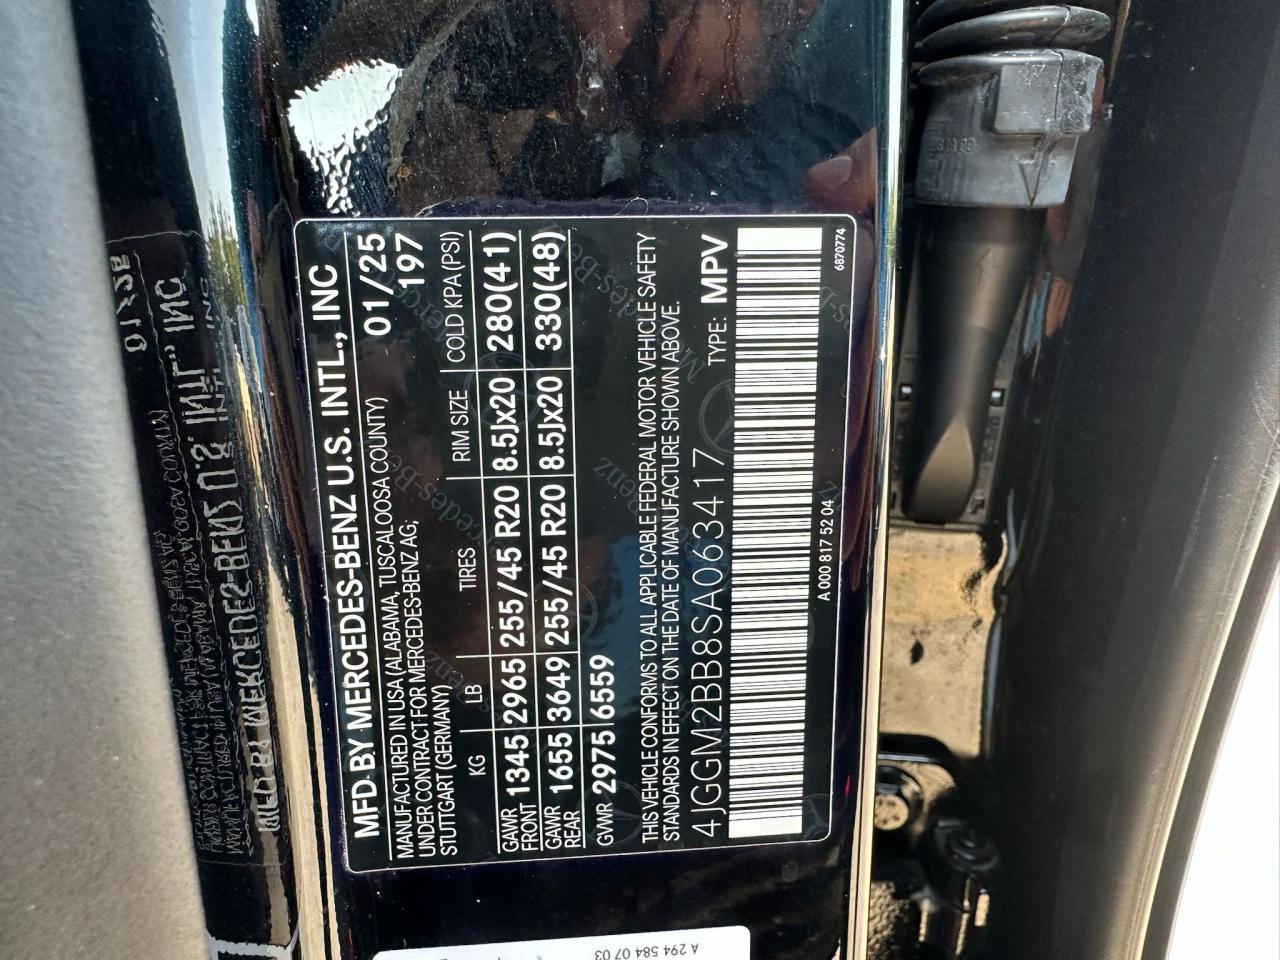 MFD BY MERCEDES-BENZ U.S. INTL., INC
MANUFACTURED IN USA (ALABAMA, TUSCALOOSA COUNTY) 01/25
UNDER CONTRACT FOR MERCEDES-BENZ AG; 197
STUTTGART (GERMANY)
KG LB TIRES RIM SIZE COLD KPA (PSI)
GAWR FRONT 1345 2965 255/45 R20 8.5Jx20 280(41)
GAWR REAR 1655 3649 255/45 R20 8.5Jx20 330(48)
GVWR 2975 6559
THIS VEHICLE CONFORMS TO ALL APPLICABLE FEDERAL MOTOR VEHICLE SAFETY
STANDARDS IN EFFECT ON THE DATE OF MANUFACTURE SHOWN ABOVE.
4JGGM2BB8SA063417 TYPE: MPV
A 000 817 52 04 6870774
A 294 584 07 03